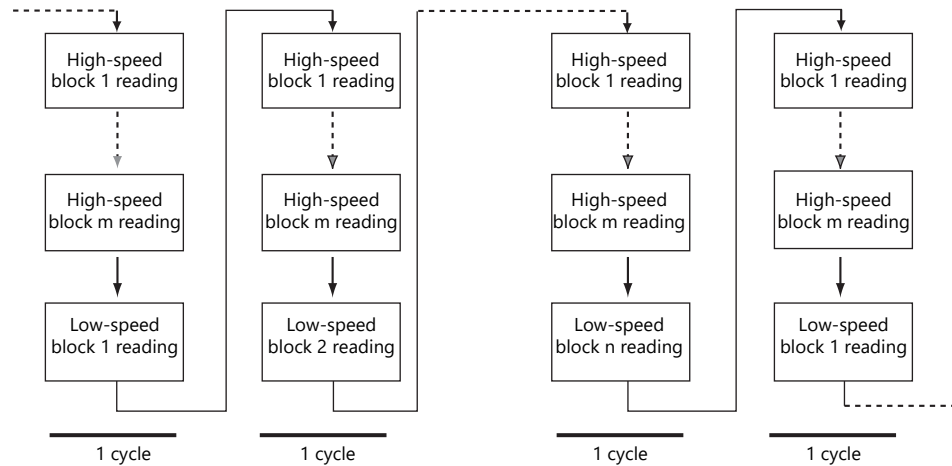 High-speed
block 1 reading
High-speed
block m reading
Low-speed
block 1 reading
1 cycle
High-speed
block 1 reading
High-speed
block m reading
Low-speed
block 2 reading
1 cycle
High-speed
block 1 reading
High-speed
block m reading
Low-speed
block n reading
1 cycle
High-speed
block 1 reading
High-speed
block m reading
Low-speed
block 1 reading
1 cycle